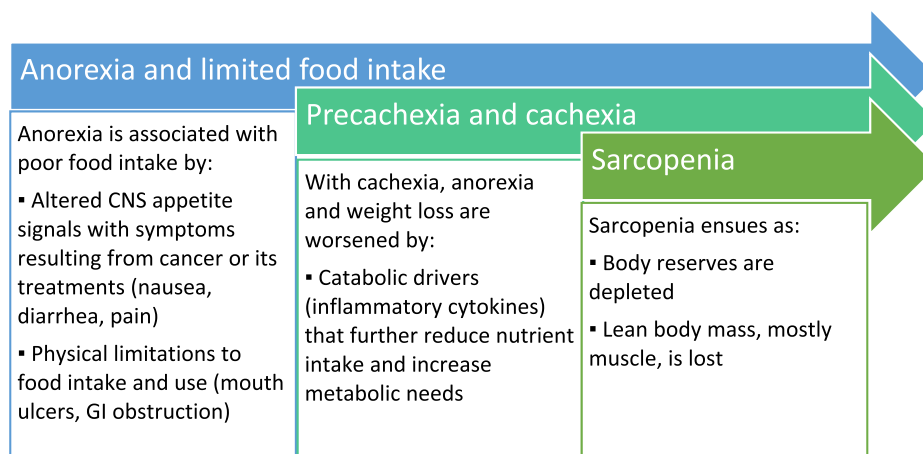 Anorexia and limited food intake
Anorexia is associated with
poor food intake by:
▪ Altered CNS appetite
signals with symptoms
resulting from cancer or its
treatments (nausea,
diarrhea, pain)
▪ Physical limitations to
food intake and use (mouth
ulcers, GI obstruction)
Precachexia and cachexia
With cachexia, anorexia
and weight loss are
worsened by:
▪ Catabolic drivers
(inflammatory cytokines)
that further reduce nutrient
intake and increase
metabolic needs
Sarcopenia
Sarcopenia ensues as:
▪ Body reserves are
depleted
▪ Lean body mass, mostly
muscle, is lost